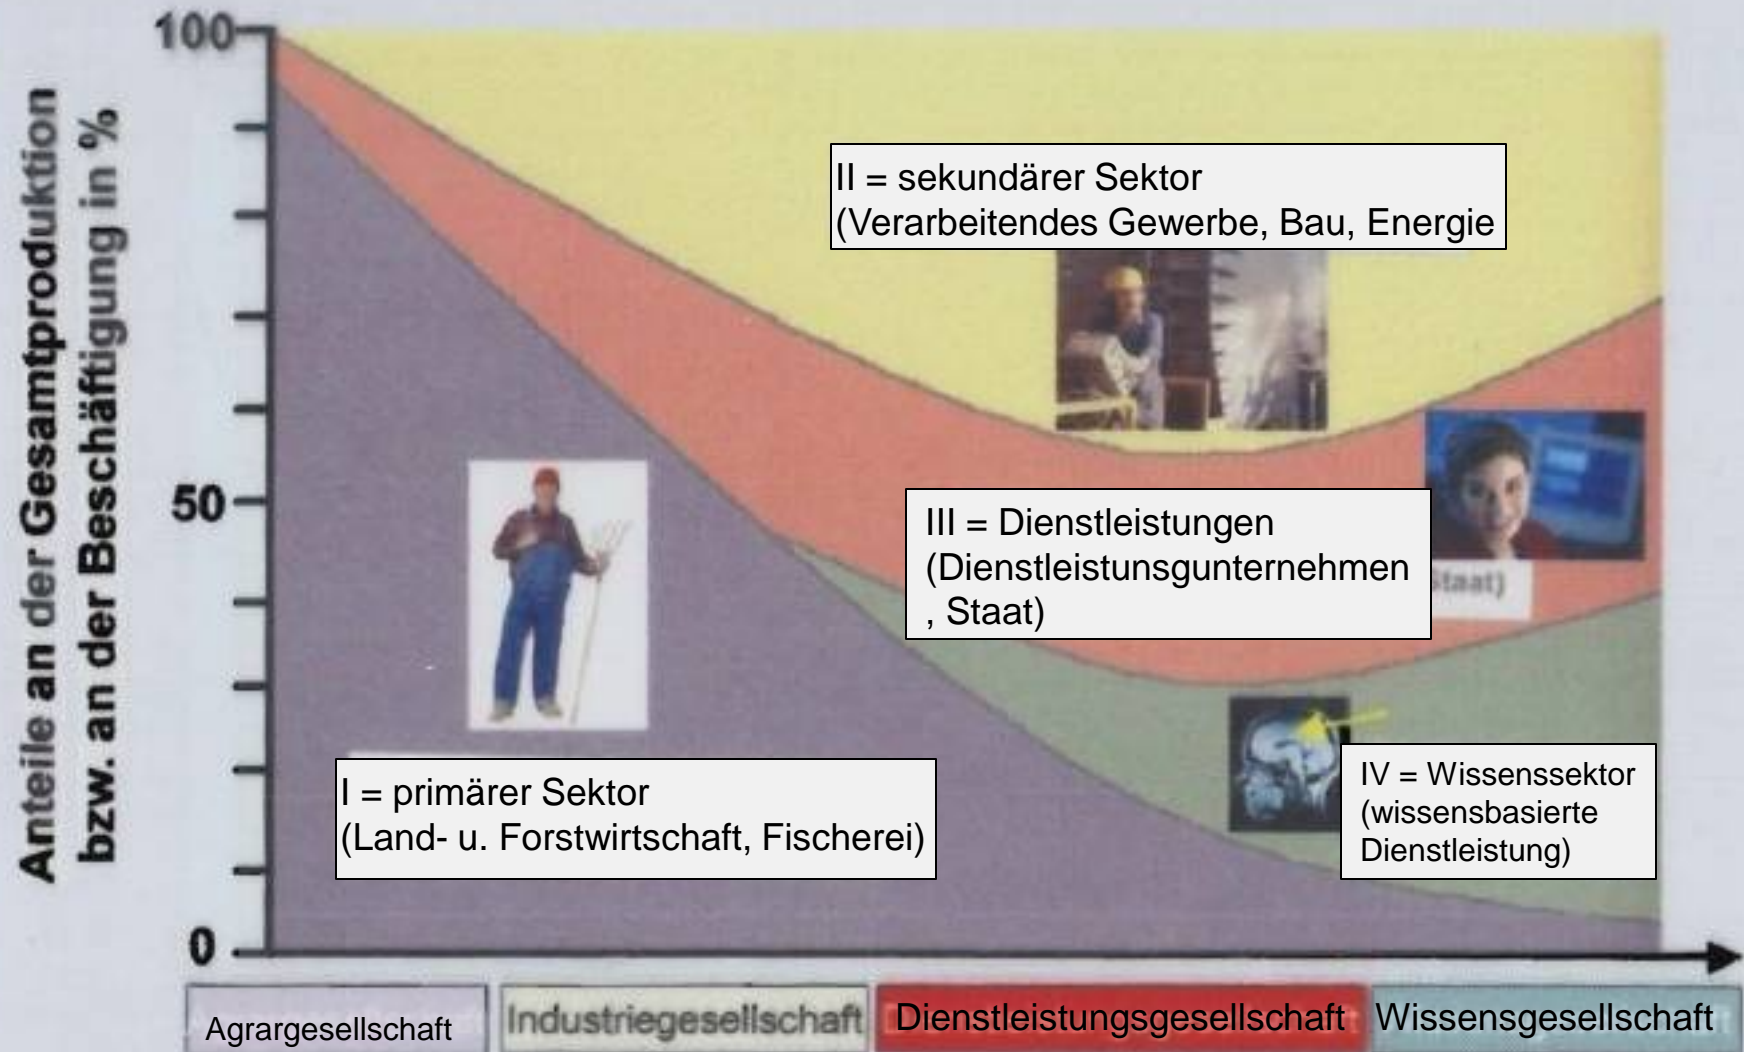 Anteile an der Gesamtproduktion
bzw. an der Beschäftigung in %
100
50
0
II = sekundärer Sektor
(Verarbeitendes Gewerbe, Bau, Energie
III = Dienstleistungen
(Dienstleistunsgunternehmen
, Staat)
Staat)
I = primärer Sektor
(Land- u. Forstwirtschaft, Fischerei)
IV = Wissenssektor
(wissensbasierte
Dienstleistung)
Agrargesellschaft
Industriegesellschaft
Dienstleistungsgesellschaft
Wissensgesellschaft